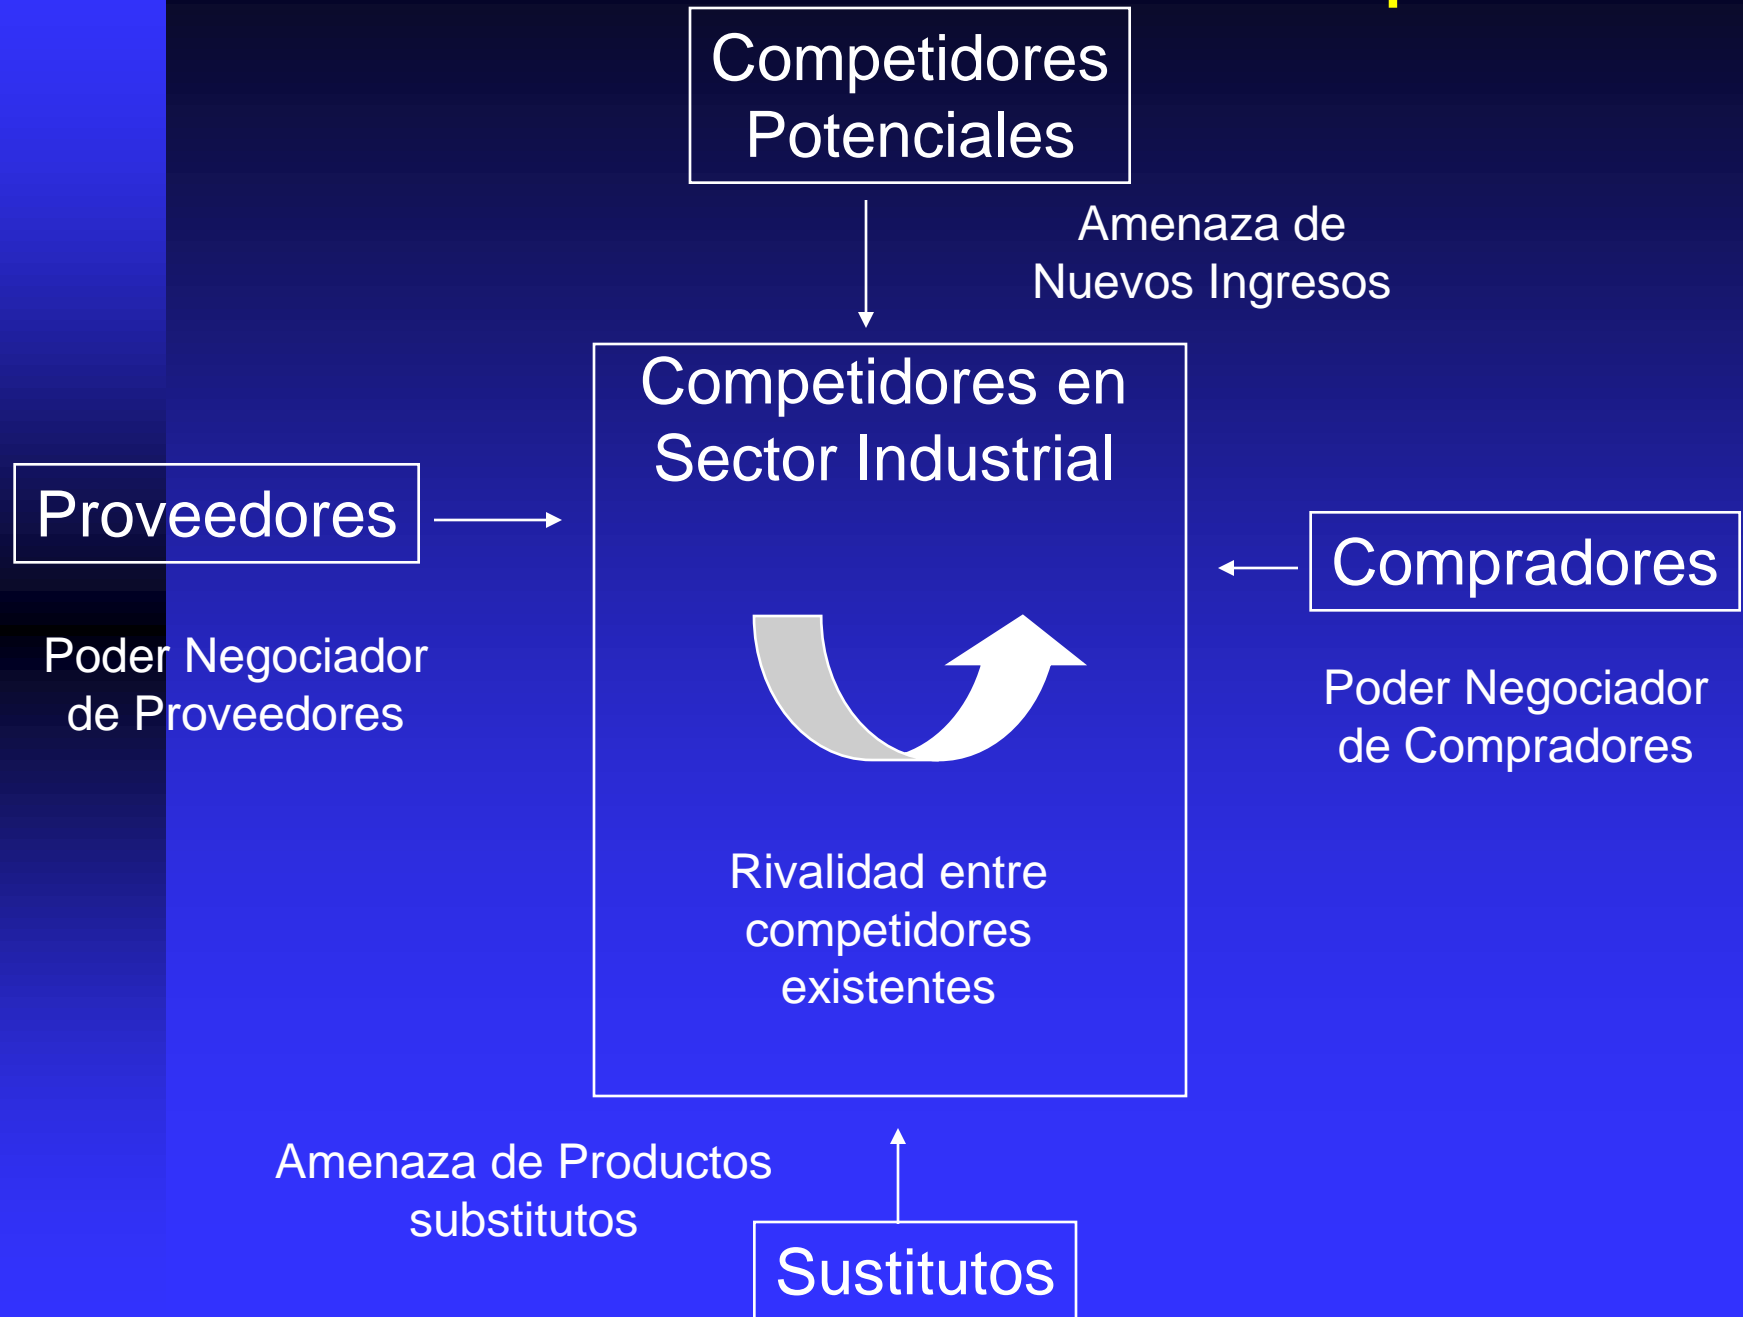 Competidores
Potenciales
Amenaza de
Nuevos Ingresos
Competidores en
Sector Industrial
Proveedores
Compradores
Poder Negociador
de Proveedores
Poder Negociador
de Compradores
Rivalidad entre
competidores
existentes
Amenaza de Productos
substitutos
Sustitutos